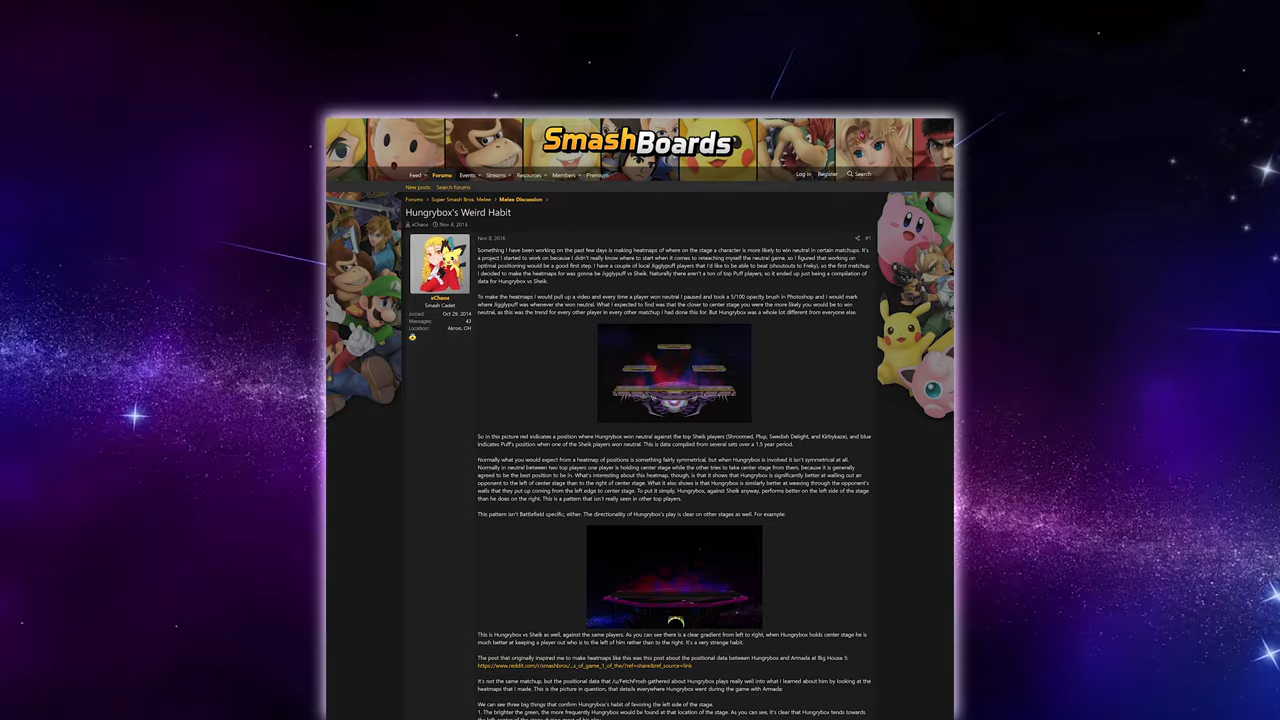 SmashBoards
Feed Forums Events Streams Resources Members Premium Log in Register Search
New posts Search forums
Forums > Super Smash Bros. Melee > Melee Discussion >
Hungrybox's Weird Habit
xChaos · Nov 8, 2016
Nov 8, 2016 #1
xChaos
Smash Cadet
Joined: Oct 29, 2014
Messages: 43
Location: Akron, OH
Something I have been working on the past few days is making heatmaps of where on the stage a character is more likely to win neutral in certain matchups. It's
a project I started to work on because I didn't really know where to start when it comes to reteaching myself the neutral game, so I figured that working on
optimal positioning would be a good first step. I have a couple of local Jigglypuff players that I'd like to be able to beat (shoutouts to Freky), so the first matchup
I decided to make the heatmaps for was gonna be Jigglypuff vs Sheik. Naturally there aren't a ton of top Puff players, so it ended up just being a compilation of
data for Hungrybox vs Sheik.
To make the heatmaps I would pull up a video and every time a player won neutral I paused and took a 5/100 opacity brush in Photoshop and I would mark
where Jigglypuff was whenever she won neutral. What I expected to find was that the closer to center stage you were the more likely you would be to win
neutral, as this was the trend for every other player in every other matchup I had done this for. But Hungrybox was a whole lot different from everyone else.
So in this picture red indicates a position where Hungrybox won neutral against the top Sheik players (Shroomed, Plup, Swedish Delight, and Kirbykaze), and blue
indicates Puff's position when one of the Sheik players won neutral. This is data compiled from several sets over a 1.5 year period.
Normally what you would expect from a heatmap of positions is something fairly symmetrical, but when Hungrybox is involved it isn't symmetrical at all.
Normally in neutral between two top players one player is holding center stage while the other tries to take center stage from them, because it is generally
agreed to be the best position to be in. What's interesting about this heatmap, though, is that it shows that Hungrybox is significantly better at walling out an
opponent to the left of center stage than to the right of center stage. What it also shows is that Hungrybox is similarly better at weaving through the opponent's
walls that they put up coming from the left edge to center stage. To put it simply, Hungrybox, against Sheik anyway, performs better on the left side of the stage
than he does on the right. This is a pattern that isn't really seen in other top players.
This pattern isn't Battlefield specific, either. The directionality of Hungrybox's play is clear on other stages as well. For example:
This is Hungrybox vs Sheik as well, against the same players. As you can see there is a clear gradient from left to right, when Hungrybox holds center stage he is
much better at keeping a player out who is to the left of him rather than to the right. It's a very strange habit.
The post that originally inspired me to make heatmaps like this was this post about the positional data between Hungrybox and Armada at Big House 5:
https://www.reddit.com/r/smashbros/...s_of_game_1_of_the/?ref=share&ref_source=link
It's not the same matchup, but the positional data that /u/FetchFrosh gathered about Hungrybox plays really well into what I learned about him by looking at the
heatmaps that I made. This is the picture in question, that details everywhere Hungrybox went during the game with Armada:
We can see three big things that confirm Hungrybox's habit of favoring the left side of the stage.
1. The brighter the green, the more frequently Hungrybox would be found at that location of the stage. As you can see, it's clear that Hungrybox tends towards